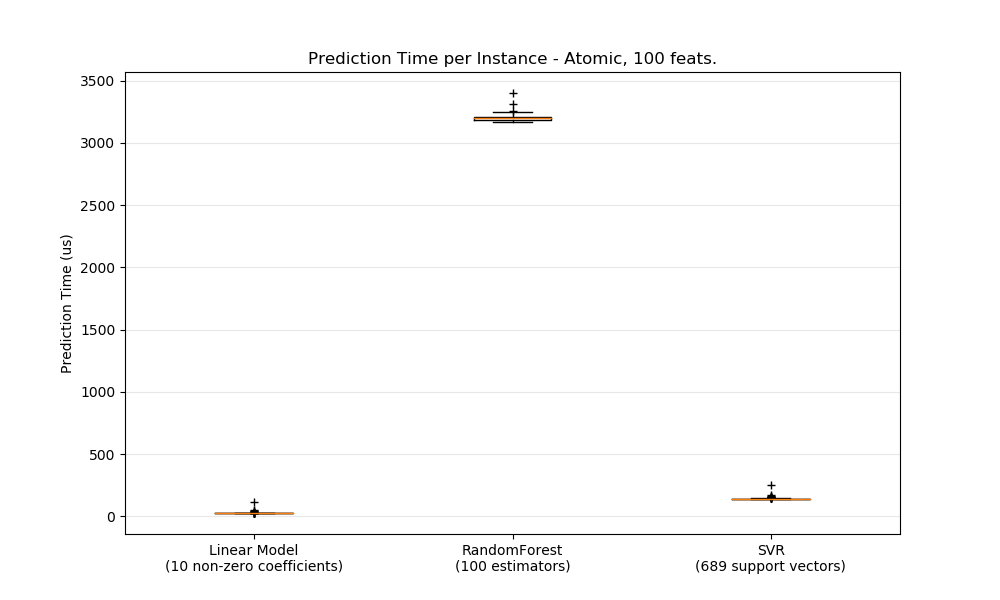 Prediction Time per Instance - Atomic, 100 feats.
Prediction Time (us)
3500
3000
2500
2000
1500
1000
500
0
Linear Model
(10 non-zero coefficients)
RandomForest
(100 estimators)
SVR
(689 support vectors)